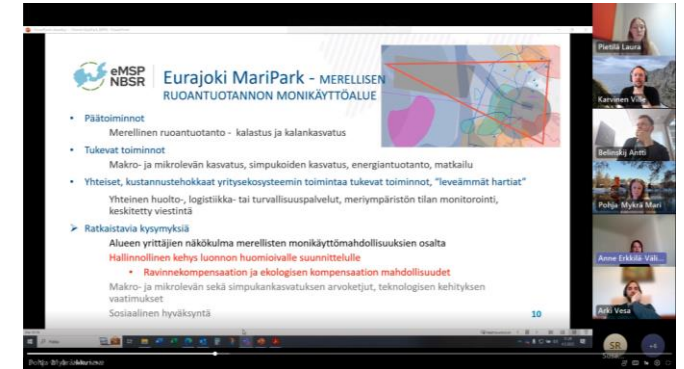 eMSP
NBSR
Eurajoki MariPark - MERELLISEN
RUOANTUOTANNON MONIKÄYTTÖALUE
• Päätoiminnot
Merellinen ruoantuotanto - kalastus ja kalankasvatus
• Tukevat toiminnot
Makro- ja mikrolevän kasvatus, simpukoiden kasvatus, energiantuotanto, matkailu
• Yhteiset, kustannustehokkaat yritysekosysteemin toimintaa tukevat toiminnot, "leveämmät hartiat"
Yhteinen huolto-, logistiikka- tai turvallisuuspalvelut, meriympäristön tilan monitorointi,
keskitetty viestintä
➢ Ratkaistavia kysymyksiä
Alueen yrittäjien näkökulma merellisten monikäyttömahdollisuuksien osalta
Hallinnollinen kehys luonnon huomioivalle suunnittelulle
• Ravinnekompensaation ja ekologisen kompensaation mahdollisuudet
Makro- ja mikrolevän sekä simpukankasvatuksen arvoketjut, teknologisen kehityksen
vaatimukset
Sosiaalinen hyväksyntä
10
Pietilä Laura
Karvinen Ville
Belinskij Antti
Pohja-Mykrä Mari
Anne Erkkilä-Väli...
Arki Vesa
SR
+4